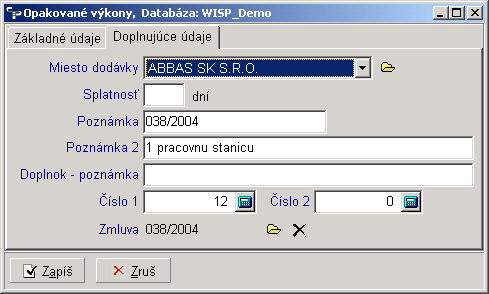 Opakované výkony, Databáza: WISP_Demo
Základné údaje Doplnujúce údaje
Miesto dodávky ABBAS SK S.R.O.
Splatnosť dní
Poznámka 038/2004
Poznámka 2 1 pracovnu stanicu
Doplnok - poznámka
Číslo 1 12 Číslo 2 0
Zmluva 038/2004
Zapíš Zruš